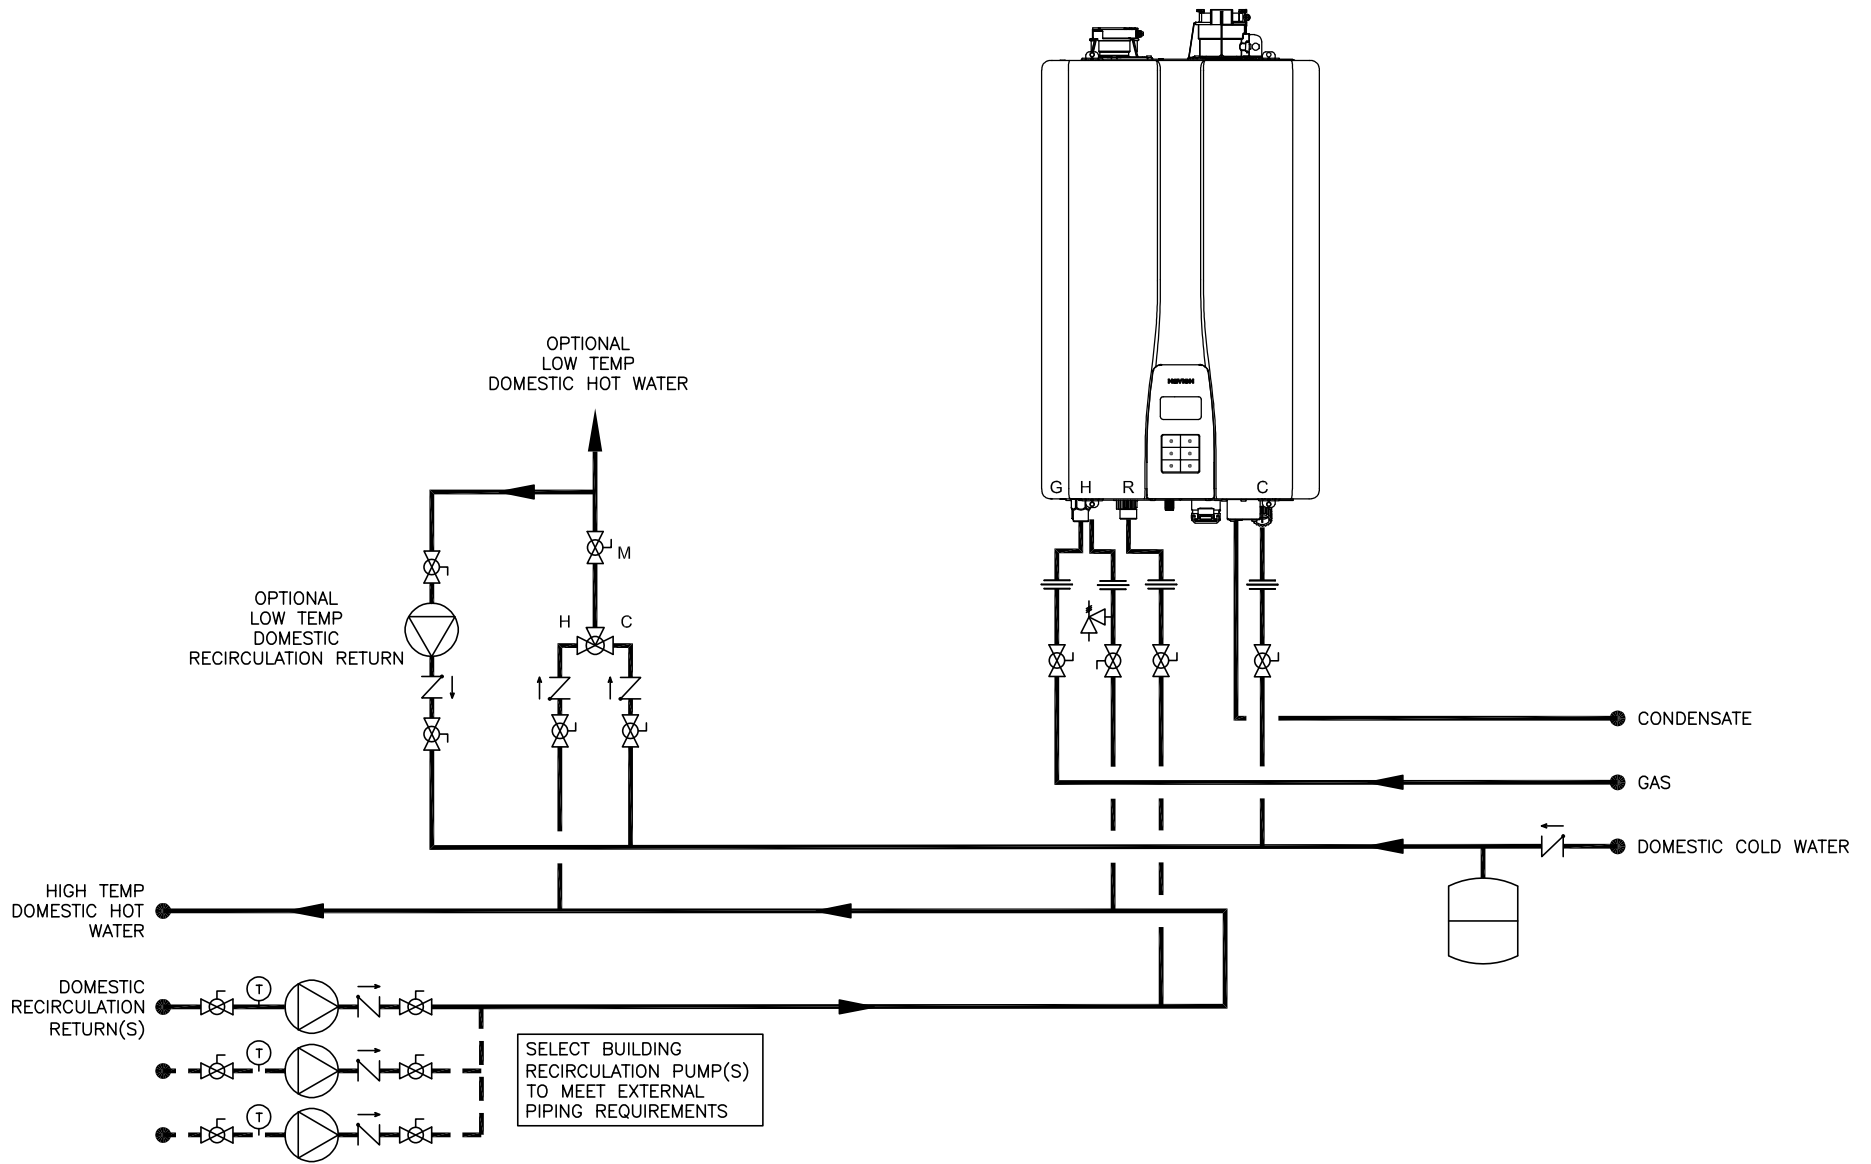 OPTIONAL
LOW TEMP
DOMESTIC HOT WATER
NAVIEN
G H R C
M
OPTIONAL
LOW TEMP
DOMESTIC
RECIRCULATION RETURN
H C
CONDENSATE
GAS
DOMESTIC COLD WATER
HIGH TEMP
DOMESTIC HOT
WATER
DOMESTIC
RECIRCULATION
RETURN(S)
T
T
T
SELECT BUILDING
RECIRCULATION PUMP(S)
TO MEET EXTERNAL
PIPING REQUIREMENTS